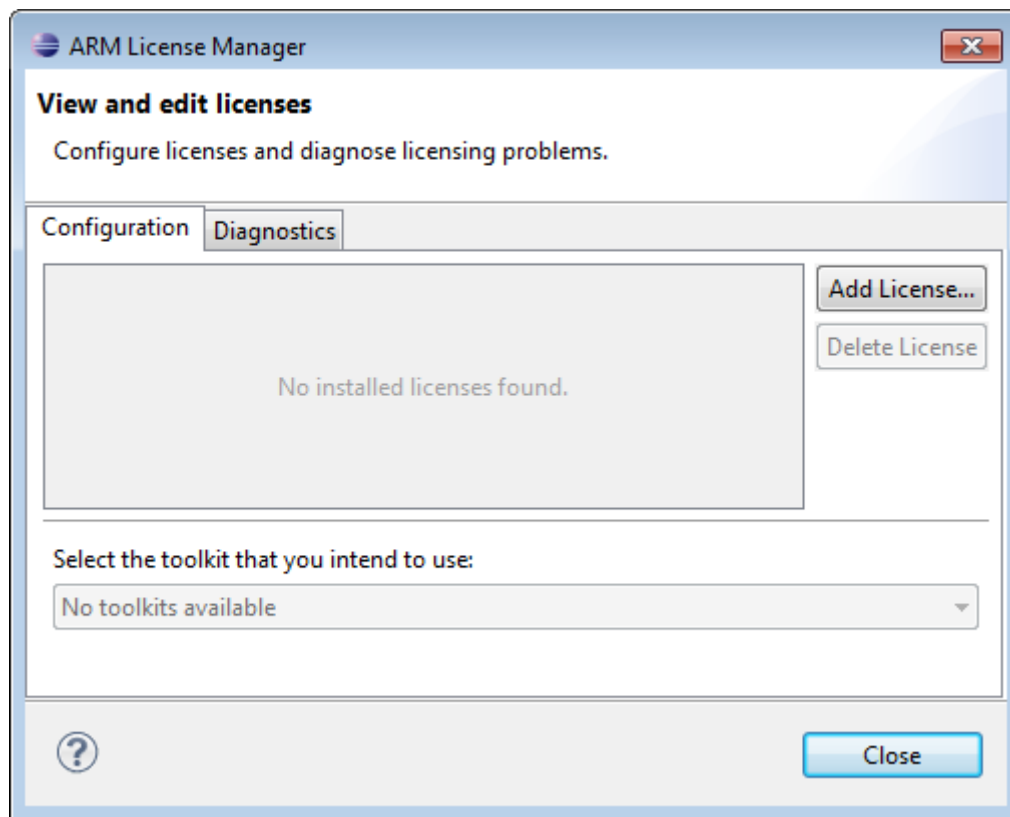 ARM License Manager
View and edit licenses
Configure licenses and diagnose licensing problems.
Configuration
Diagnostics
Add License...
Delete License
No installed licenses found.
Select the toolkit that you intend to use:
No toolkits available
?
Close